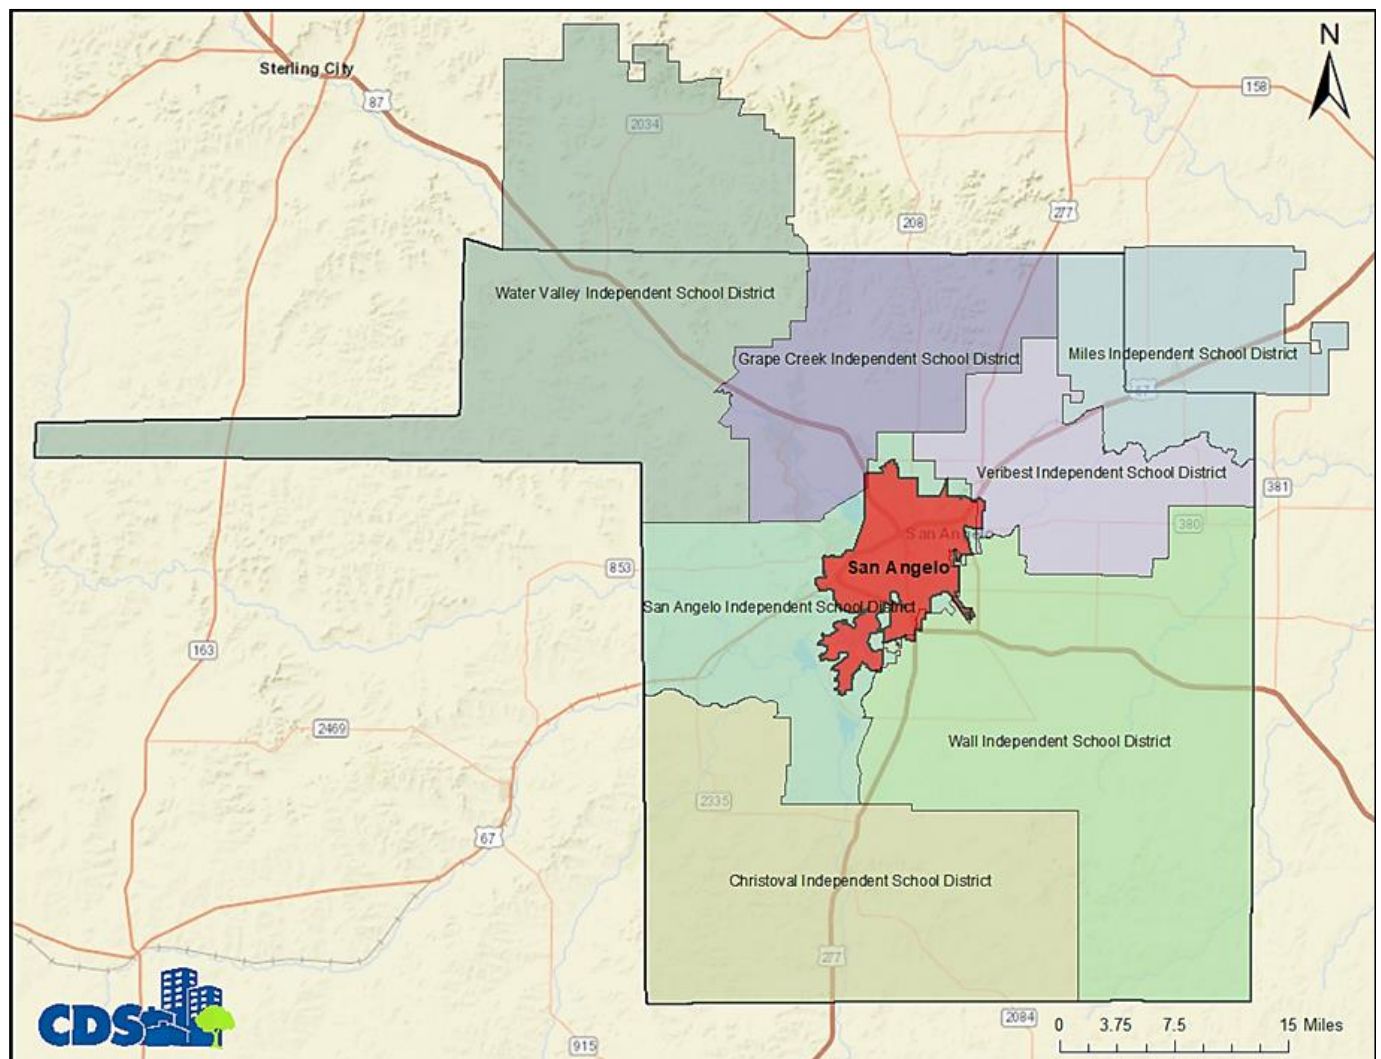 N
Sterling City
87
158
2034
208
277
Water Valley Independent School District
Grape Creek Independent School District
Miles Independent School District
67
Veribest Independent School District
381
380
San Angelo
San Angelo
853
San Angelo Independent School District
163
2469
Wall Independent School District
2335
67
Christoval Independent School District
277
CDS
2084
915
0 3.75 7.5 15 Miles